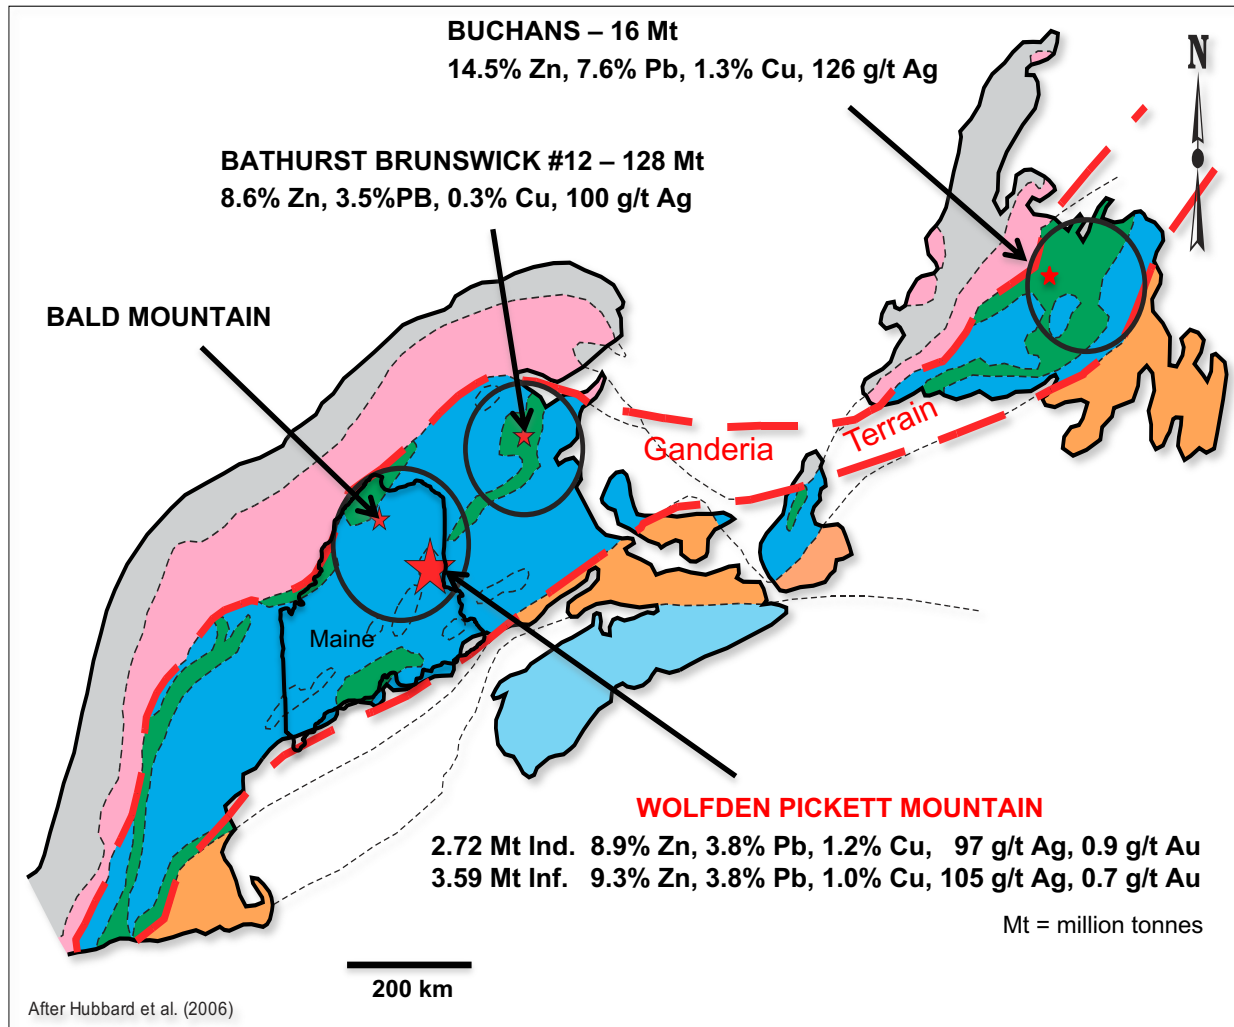 BUCHANS – 16 Mt
14.5% Zn, 7.6% Pb, 1.3% Cu, 126 g/t Ag
N
BATHURST BRUNSWICK #12 – 128 Mt
8.6% Zn, 3.5%PB, 0.3% Cu, 100 g/t Ag
BALD MOUNTAIN
Ganderia
Terrain
Maine
WOLFDEN PICKETT MOUNTAIN
2.72 Mt Ind. 8.9% Zn, 3.8% Pb, 1.2% Cu, 97 g/t Ag, 0.9 g/t Au
3.59 Mt Inf. 9.3% Zn, 3.8% Pb, 1.0% Cu, 105 g/t Ag, 0.7 g/t Au
Mt = million tonnes
200 km
After Hubbard et al. (2006)